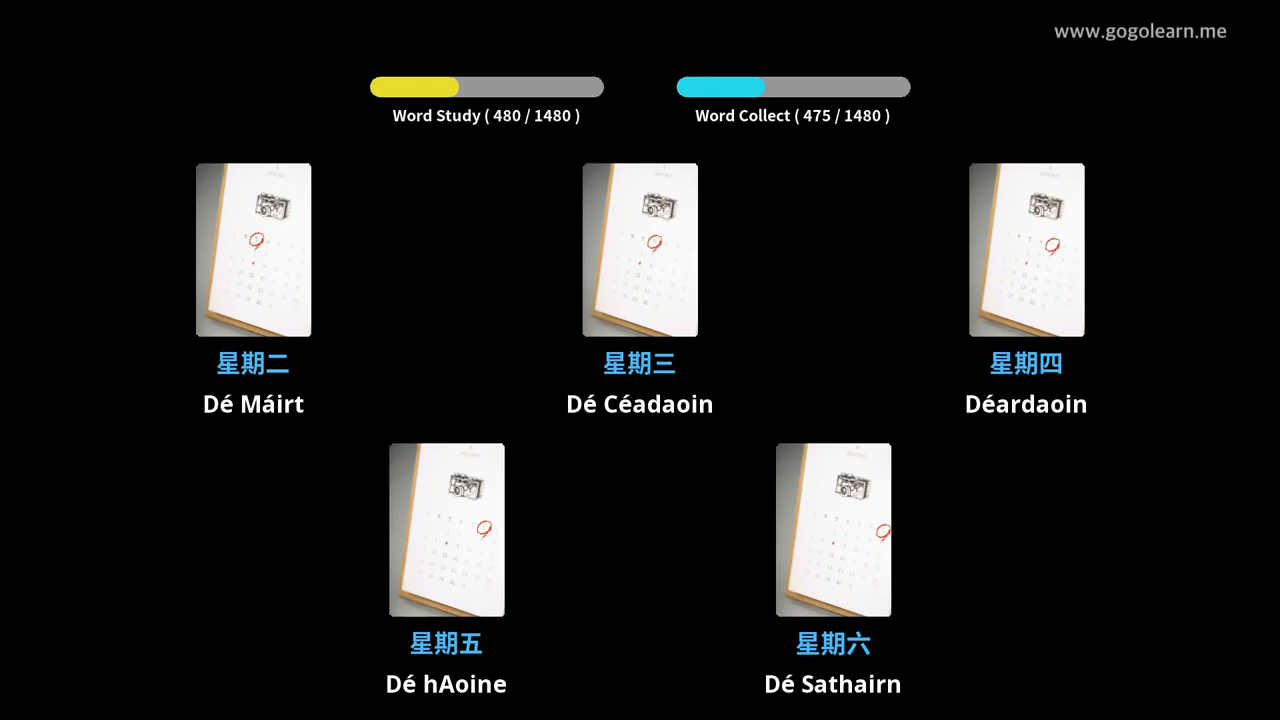 www.gogolearn.me
Word Study ( 480 / 1480 )
Word Collect ( 475 / 1480 )
星期二
星期三
星期四
Dé Máirt
Dé Céadaoin
Déardaoin
星期五
星期六
Dé hAoine
Dé Sathairn